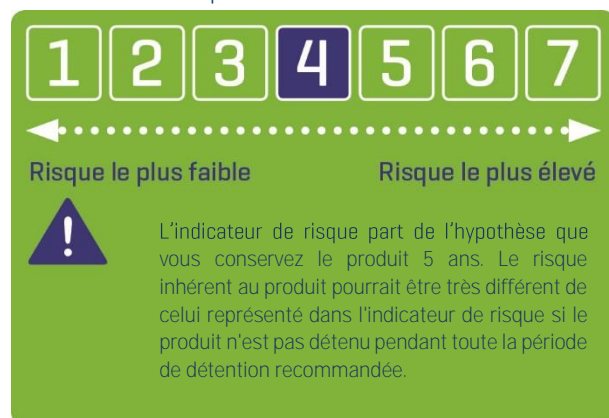 1 2 3 4 5 6 7
Risque le plus faible Risque le plus élevé
!
L'indicateur de risque part de l'hypothèse que
vous conservez le produit 5 ans. Le risque
inhérent au produit pourrait être très différent de
celui représenté dans l'indicateur de risque si le
produit n'est pas détenu pendant toute la période
de détention recommandée.